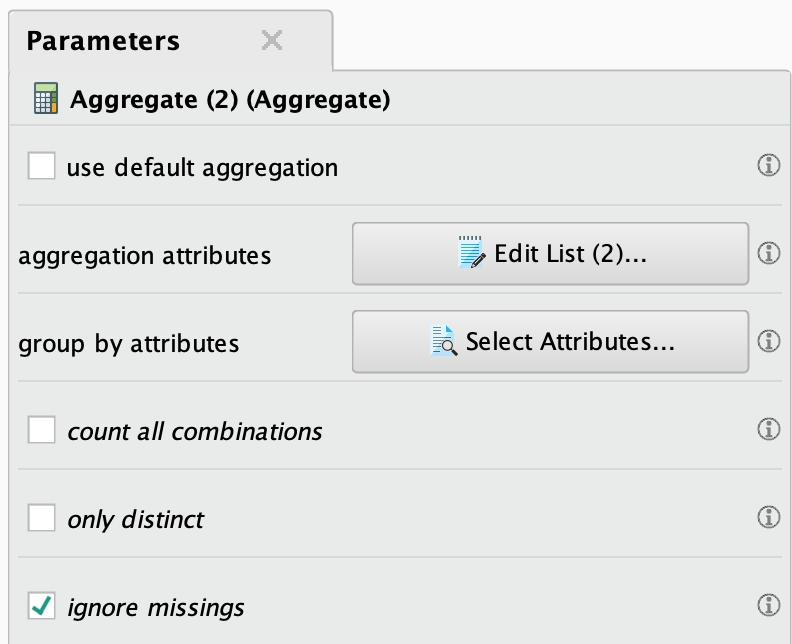 Parameters
Aggregate (2) (Aggregate)
use default aggregation
aggregation attributes Edit List (2)...
group by attributes Select Attributes...
count all combinations
only distinct
ignore missings